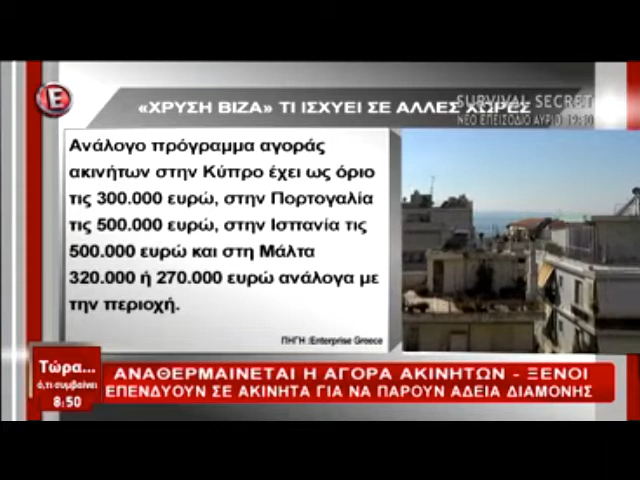 Ε
«ΧΡΥΣΗ ΒΙΖΑ» ΤΙ ΙΣΧΥΕΙ ΣΕ ΑΛΛΕΣ ΧΩΡΕΣ
SURVIVAL SECRET
ΝΕΟ ΕΠΕΙΣΟΔΙΟ ΑΥΡΙΟ 19:30
Ανάλογο πρόγραμμα αγοράς
ακινήτων στην Κύπρο έχει ως όριο
τις 300.000 ευρώ, στην Πορτογαλία
τις 500.000 ευρώ, στην Ισπανία τις
500.000 ευρώ και στη Μάλτα
320.000 ή 270.000 ευρώ ανάλογα με
την περιοχή.
ΠΗΓΗ :Enterprise Greece
Τώρα...
ό,τι συμβαίνει
8:50
ΑΝΑΘΕΡΜΑΙΝΕΤΑΙ Η ΑΓΟΡΑ ΑΚΙΝΗΤΩΝ - ΞΕΝΟΙ
ΕΠΕΝΔΥΟΥΝ ΣΕ ΑΚΙΝΗΤΑ ΓΙΑ ΝΑ ΠΑΡΟΥΝ ΑΔΕΙΑ ΔΙΑΜΟΝΗΣ